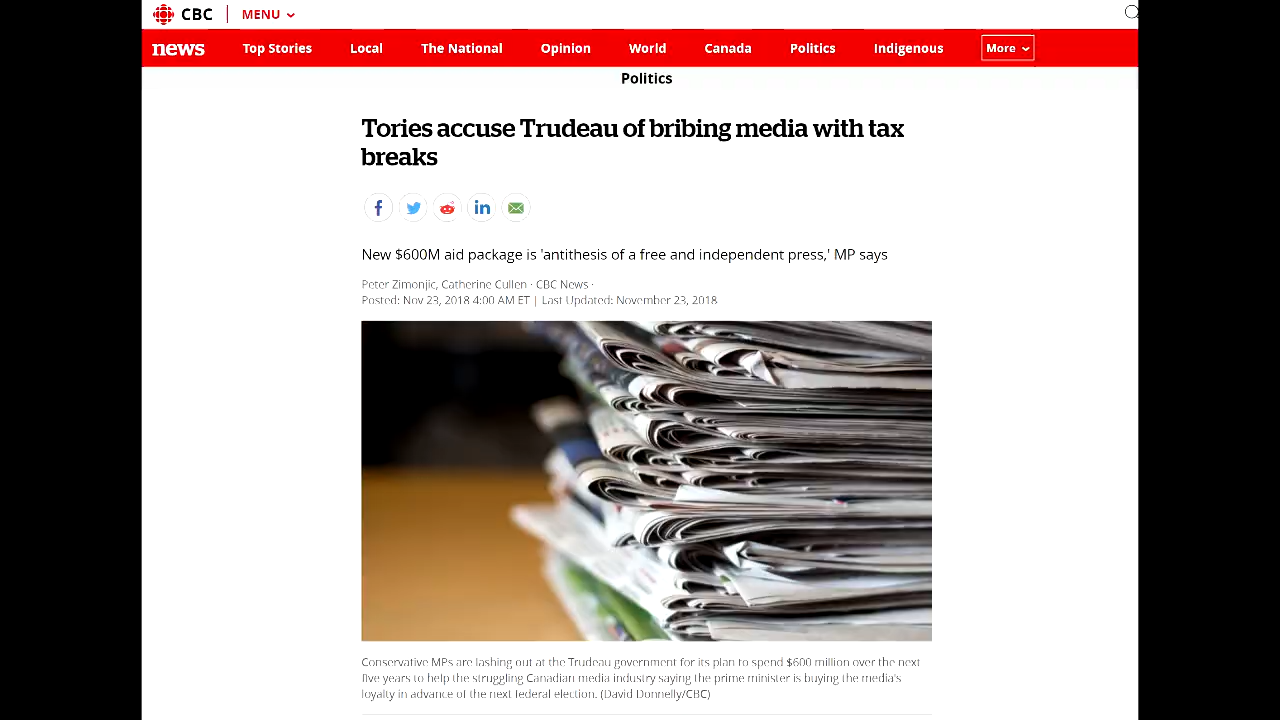 CBC MENU
news Top Stories Local The National Opinion World Canada Politics Indigenous More
Politics
Tories accuse Trudeau of bribing media with tax
breaks
New $600M aid package is 'antithesis of a free and independent press,' MP says
Peter Zimonjic, Catherine Cullen · CBC News ·
Posted: Nov 23, 2018 4:00 AM ET | Last Updated: November 23, 2018
Conservative MPs are lashing out at the Trudeau government for its plan to spend $600 million over the next
five years to help the struggling Canadian media industry saying the prime minister is buying the media's
loyalty in advance of the next federal election. (David Donnelly/CBC)